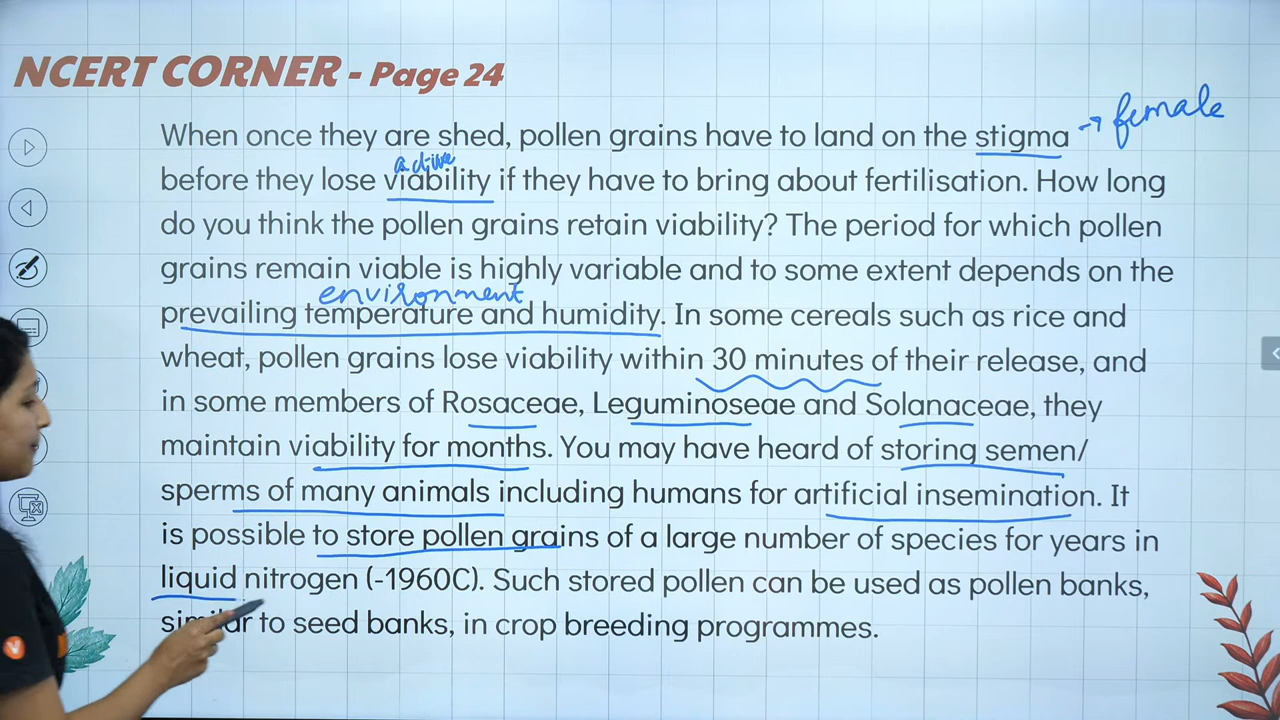 NCERT CORNER - Page 24
When once they are shed, pollen grains have to land on the stigma → female
active
before they lose viability if they have to bring about fertilisation. How long
do you think the pollen grains retain viability? The period for which pollen
grains remain viable is highly variable and to some extent depends on the
environment
prevailing temperature and humidity. In some cereals such as rice and
wheat, pollen grains lose viability within 30 minutes of their release, and
in some members of Rosaceae, Leguminoseae and Solanaceae, they
maintain viability for months. You may have heard of storing semen/
sperms of many animals including humans for artificial insemination. It
is possible to store pollen grains of a large number of species for years in
liquid nitrogen (-1960C). Such stored pollen can be used as pollen banks,
similar to seed banks, in crop breeding programmes.